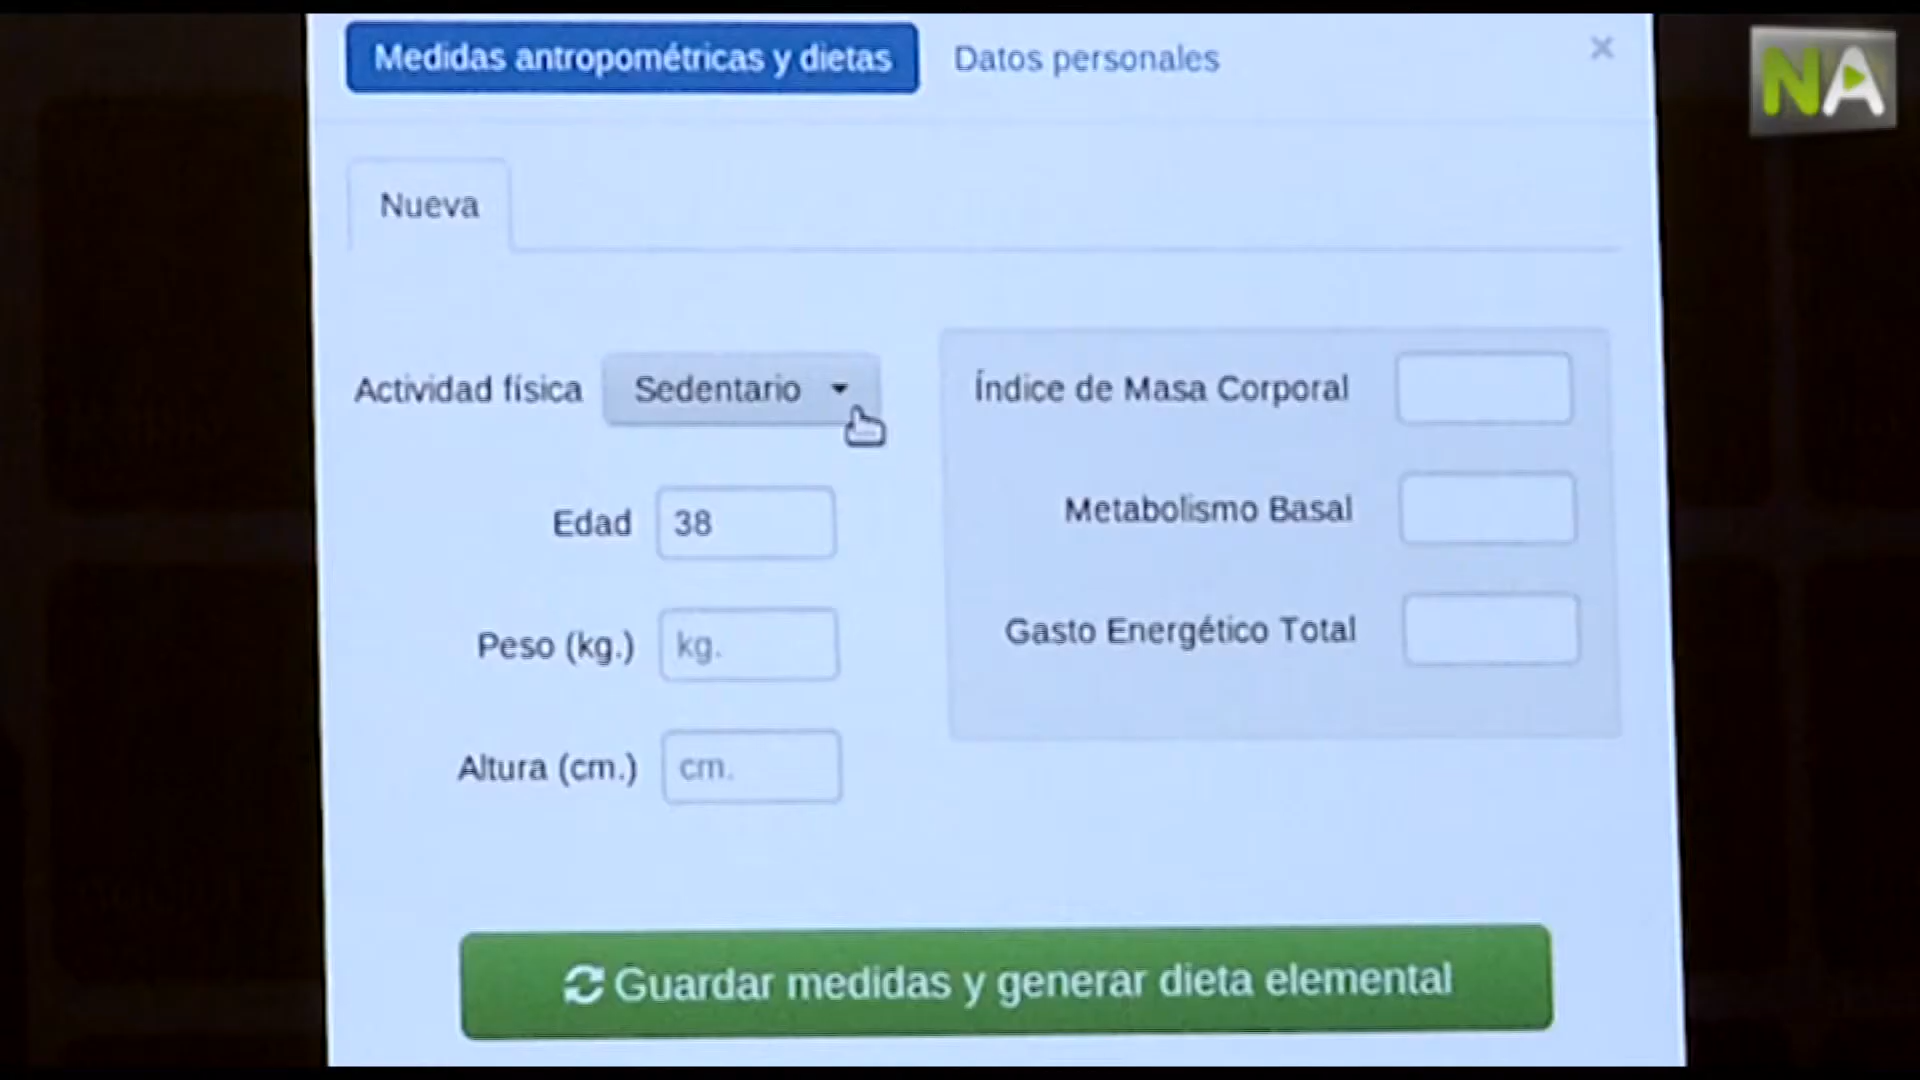 Medidas antropométricas y dietas
Datos personales
×
NA
Nueva
Actividad física
Sedentario
Edad
38
Peso (kg.)
kg.
Altura (cm.)
cm.
Índice de Masa Corporal
Metabolismo Basal
Gasto Energético Total
Guardar medidas y generar dieta elemental